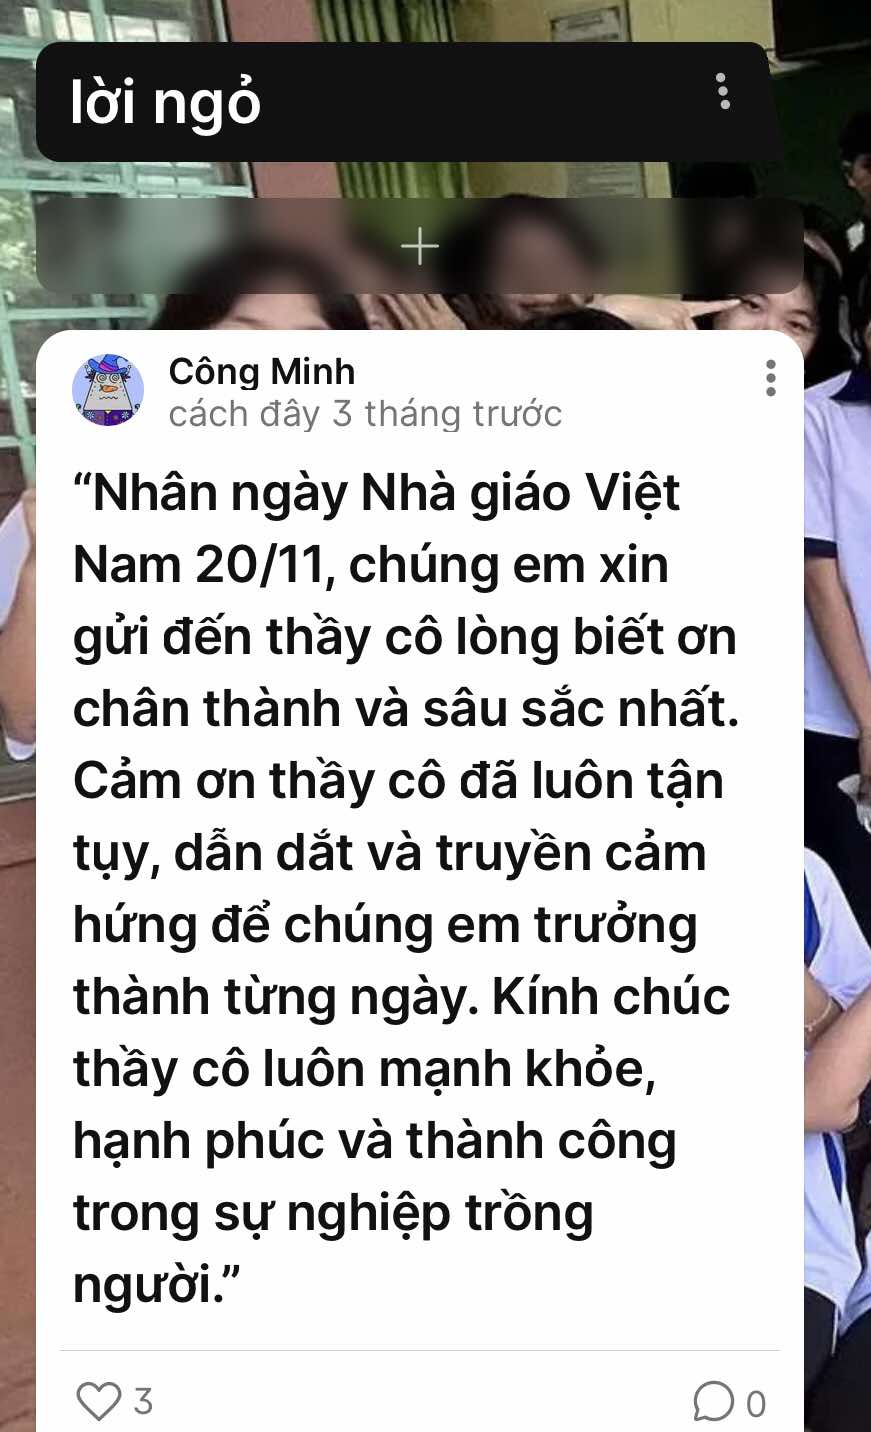 lời ngỏ
Công Minh
cách đây 3 tháng trước
“Nhân ngày Nhà giáo Việt
Nam 20/11, chúng em xin
gửi đến thầy cô lòng biết ơn
chân thành và sâu sắc nhất.
Cảm ơn thầy cô đã luôn tận
tụy, dẫn dắt và truyền cảm
hứng để chúng em trưởng
thành từng ngày. Kính chúc
thầy cô luôn mạnh khỏe,
hạnh phúc và thành công
trong sự nghiệp trồng
người.”
3
0